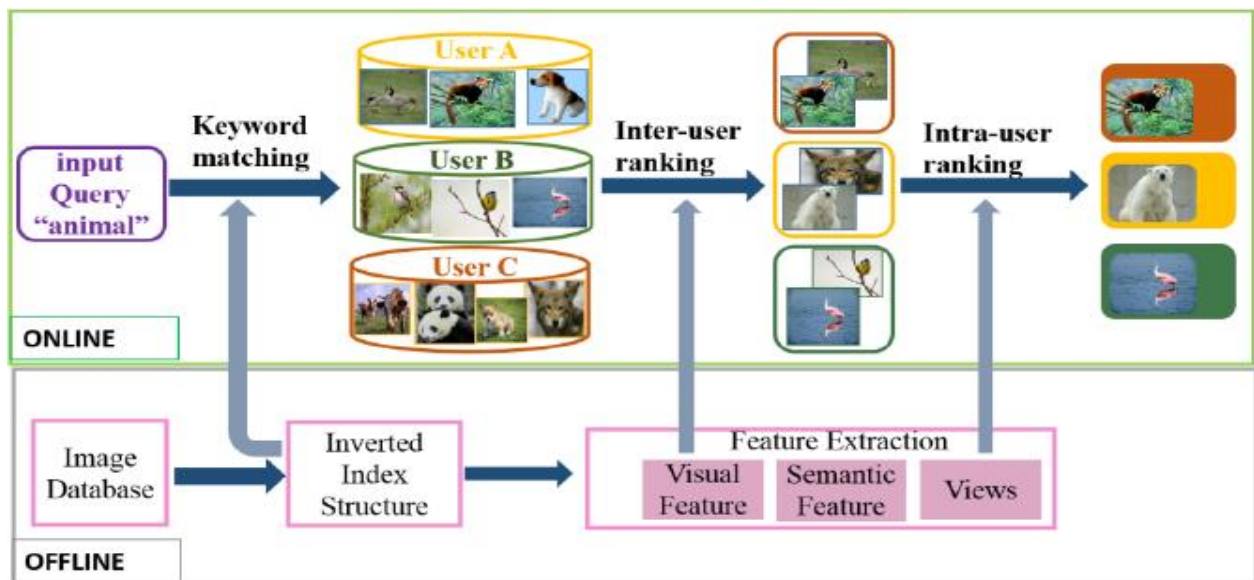 User A
Keyword
matching
Inter-user
ranking
Intra-user
ranking
input
Query
“animal”
User B
User C
ONLINE
Image
Database
Inverted
Index
Structure
Feature Extraction
Visual
Feature
Semantic
Feature
Views
OFFLINE